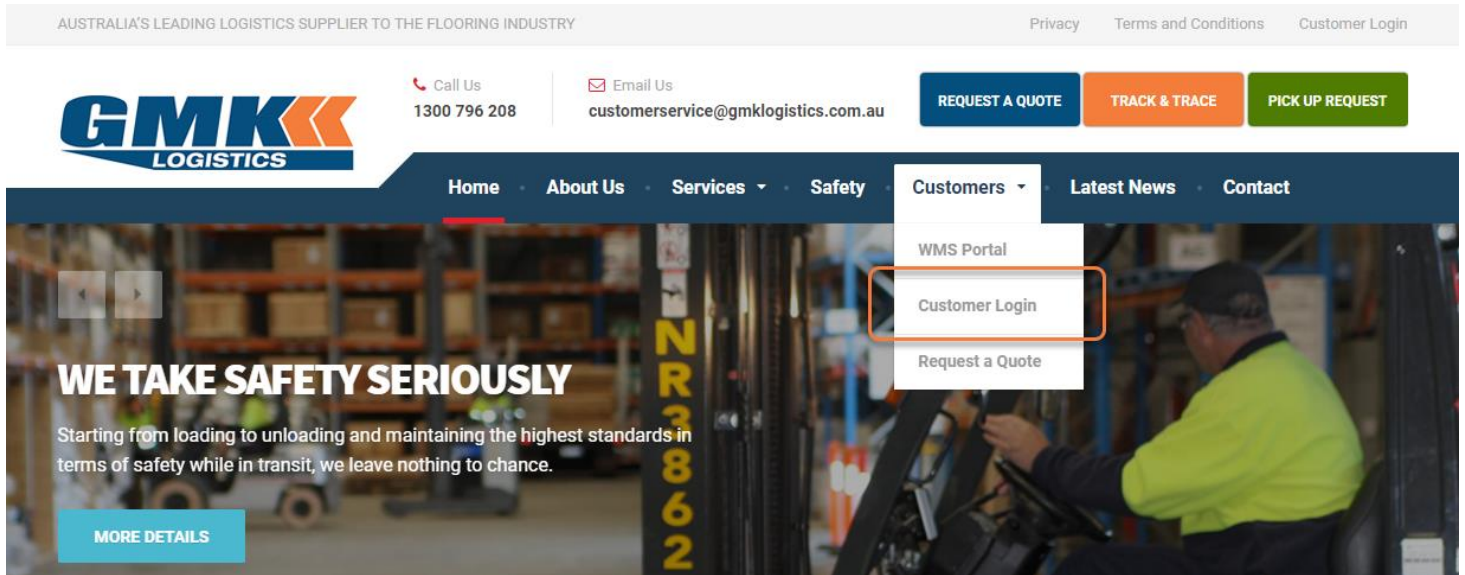 AUSTRALIA'S LEADING LOGISTICS SUPPLIER TO THE FLOORING INDUSTRY
Privacy Terms and Conditions Customer Login
GMK
LOGISTICS
Call Us
1300 796 208
Email Us
customerservice@gmklogistics.com.au
REQUEST A QUOTE
TRACK & TRACE
PICK UP REQUEST
Home About Us Services Safety Customers Latest News Contact
WMS Portal
Customer Login
Request a Quote
WE TAKE SAFETY SERIOUSLY
Starting from loading to unloading and maintaining the highest standards in
terms of safety while in transit, we leave nothing to chance.
MORE DETAILS
NR3862